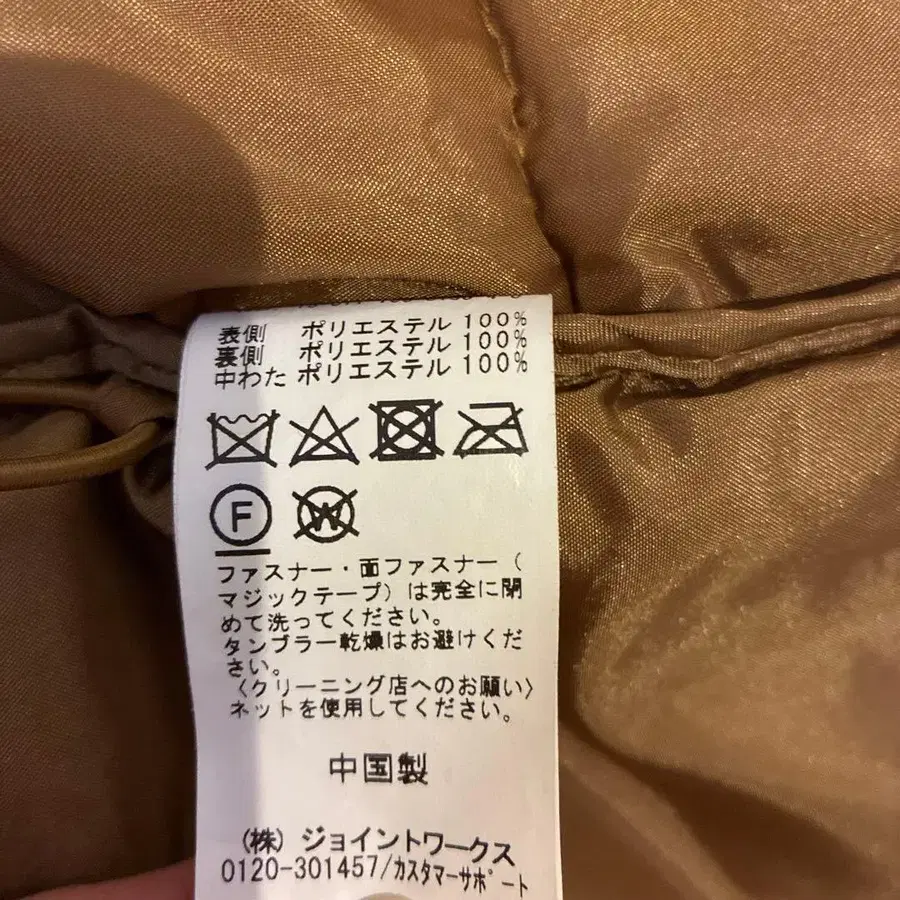 表側 ポリエステル 100%
裏側 ポリエステル 100%
中わた ポリエステル 100%
F W
ファスナー・面ファスナー(
マジックテープ)は完全に閉
めて洗ってください。
タンブラー乾燥はお避けくだ
さい。
〈クリーニング店へのお願い〉
ネットを使用してください。
中国製
(株)ジョイントワークス
0120-301457/カスタマーサポート